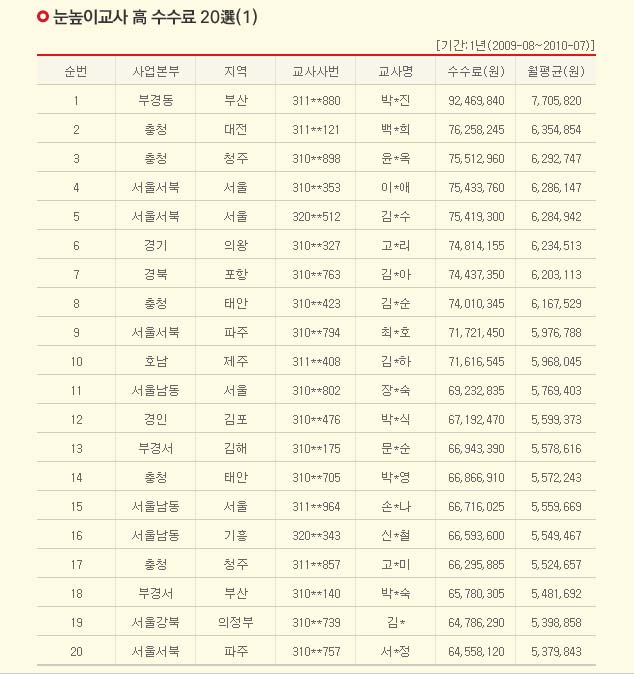 눈높이교사 高 수수료 20選(1)
[기간:1년(2009-08~2010-07)]
순번 사업본부 지역 교사사번 교사명 수수료(원) 월평균(원)
1 부경동 부산 311**880 박*진 92,469,840 7,705,820
2 충청 대전 311**121 백*희 76,258,245 6,354,854
3 충청 청주 310**898 윤*옥 75,512,960 6,292,747
4 서울서북 서울 310**353 이*애 75,433,760 6,286,147
5 서울서북 서울 320**512 김*수 75,419,300 6,284,942
6 경기 의왕 310**327 고*리 74,814,155 6,234,513
7 경북 포항 310**763 김*아 74,437,350 6,203,113
8 충청 태안 310**423 김*순 74,010,345 6,167,529
9 서울서북 파주 310**794 최*호 71,721,450 5,976,788
10 호남 제주 311**408 김*하 71,616,545 5,968,045
11 서울남동 서울 310**802 장*숙 69,232,835 5,769,403
12 경인 김포 310**476 박*식 67,192,470 5,599,373
13 부경서 김해 310**175 문*순 66,943,390 5,578,616
14 충청 태안 310**705 박*영 66,866,910 5,572,243
15 서울남동 서울 311**964 손*나 66,716,025 5,559,669
16 서울남동 기흥 320**343 신*철 66,593,600 5,549,467
17 충청 청주 311**857 고*미 66,295,885 5,524,657
18 부경서 부산 310**140 박*숙 65,780,305 5,481,692
19 서울강북 의정부 310**739 김* 64,786,290 5,398,858
20 서울서북 파주 310**757 서*정 64,558,120 5,379,843